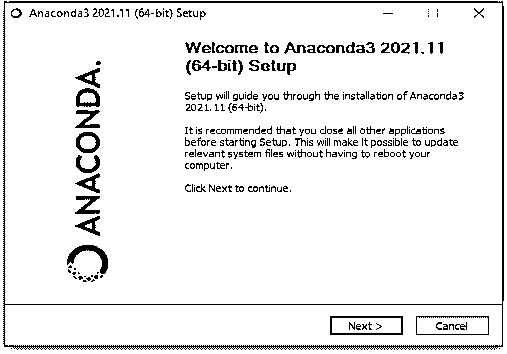 Anaconda3 2021.11 (64-bit) Setup
Welcome to Anaconda3 2021.11
(64-bit) Setup
Setup will guide you through the installation of Anaconda3
2021.11 (64-bit).
It is recommended that you close all other applications
before starting Setup. This will make it possible to update
relevant system files without having to reboot your
computer.
Click Next to continue.
ANACONDA.
Next >
Cancel